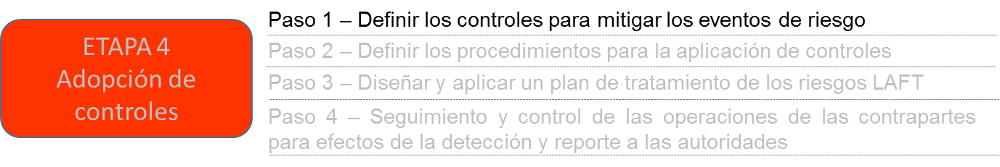 ETAPA 4
Adopción de
controles
Paso 1 – Definir los controles para mitigar los eventos de riesgo
Paso 2 – Definir los procedimientos para la aplicación de controles
Paso 3 – Diseñar y aplicar un plan de tratamiento de los riesgos LAFT
Paso 4 – Seguimiento y control de las operaciones de las contrapartes
para efectos de la detección y reporte a las autoridades